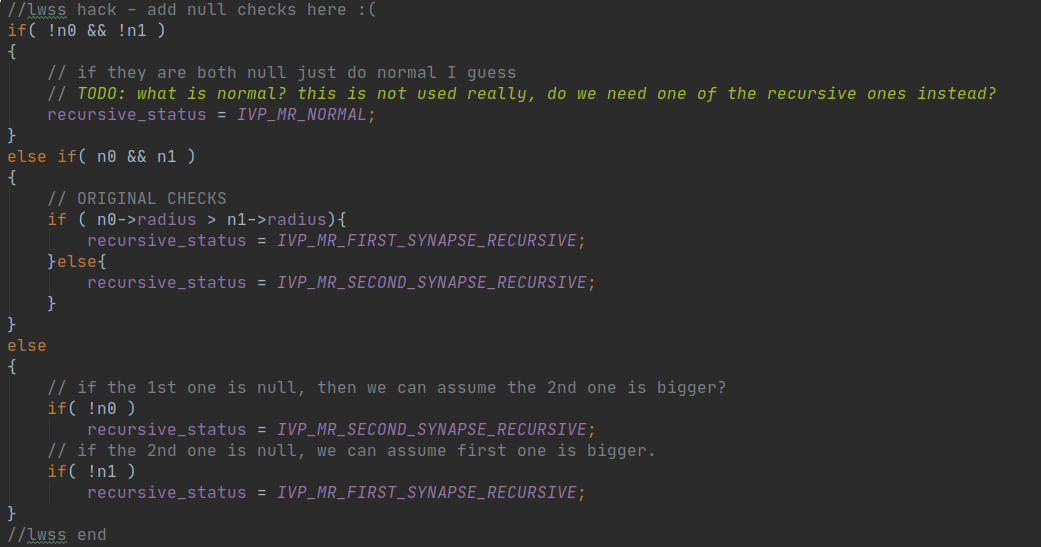 //lwss hack - add null checks here :(
if( !n0 && !n1 )
{
    // if they are both null just do normal I guess
    // TODO: what is normal? this is not used really, do we need one of the recursive ones instead?
    recursive_status = IVP_MR_NORMAL;
}
else if( n0 && n1 )
{
    // ORIGINAL CHECKS
    if ( n0->radius > n1->radius){
        recursive_status = IVP_MR_FIRST_SYNAPSE_RECURSIVE;
    }else{
        recursive_status = IVP_MR_SECOND_SYNAPSE_RECURSIVE;
    }
}
else
{
    // if the 1st one is null, then we can assume the 2nd one is bigger?
    if( !n0 )
        recursive_status = IVP_MR_SECOND_SYNAPSE_RECURSIVE;
    // if the 2nd one is null, we can assume first one is bigger.
    if( !n1 )
        recursive_status = IVP_MR_FIRST_SYNAPSE_RECURSIVE;
}
//lwss end